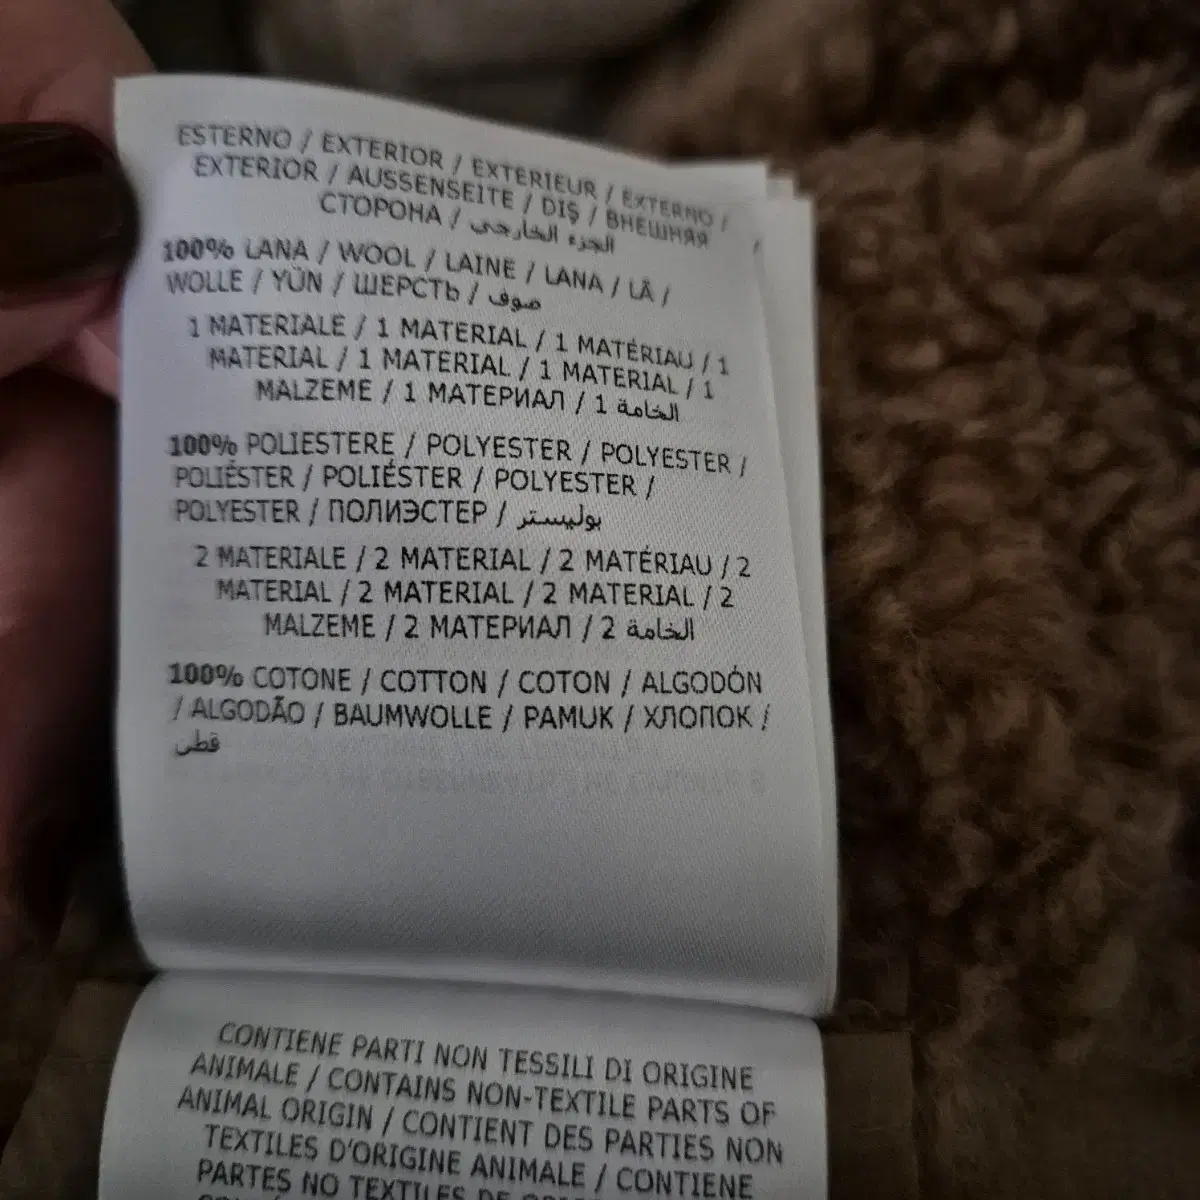 ESTERNO / EXTERIOR / EXTERIEUR / EXTERNO /
EXTERIOR / AUSSENSEITE / DIŞ / ВНЕШНЯЯ
СТОРОНА / الجزء الخارجي /
100% LANA / WOOL / LAINE / LANA / LÃ /
WOLLE / YÜN / ШЕРСТЬ / صوف
1 MATERIALE / 1 MATERIAL / 1 MATÉRIAU / 1
MATERIAL / 1 MATERIAL / 1 MATERIAL / 1
MALZEME / 1 МАТЕРИАЛ / 1 الخامة
100% POLIESTERE / POLYESTER / POLYESTER /
POLIÉSTER / POLIÉSTER / POLYESTER /
POLYESTER / ПОЛИЭСТЕР / بوليستر
2 MATERIALE / 2 MATERIAL / 2 MATÉRIAU / 2
MATERIAL / 2 MATERIAL / 2 MATERIAL / 2
MALZEME / 2 МАТЕРИАЛ / 2 الخامة
100% COTONE / COTTON / COTON / ALGODÓN
/ ALGODÃO / BAUMWOLLE / PAMUK / ХЛОПОК /
قطن
CONTIENE PARTI NON TESSILI DI ORIGINE
ANIMALE / CONTAINS NON-TEXTILE PARTS OF
ANIMAL ORIGIN / CONTIENT DES PARTIES NON
TEXTILES D'ORIGINE ANIMALE / CONTIENE
PARTES NO TEXTILES DE